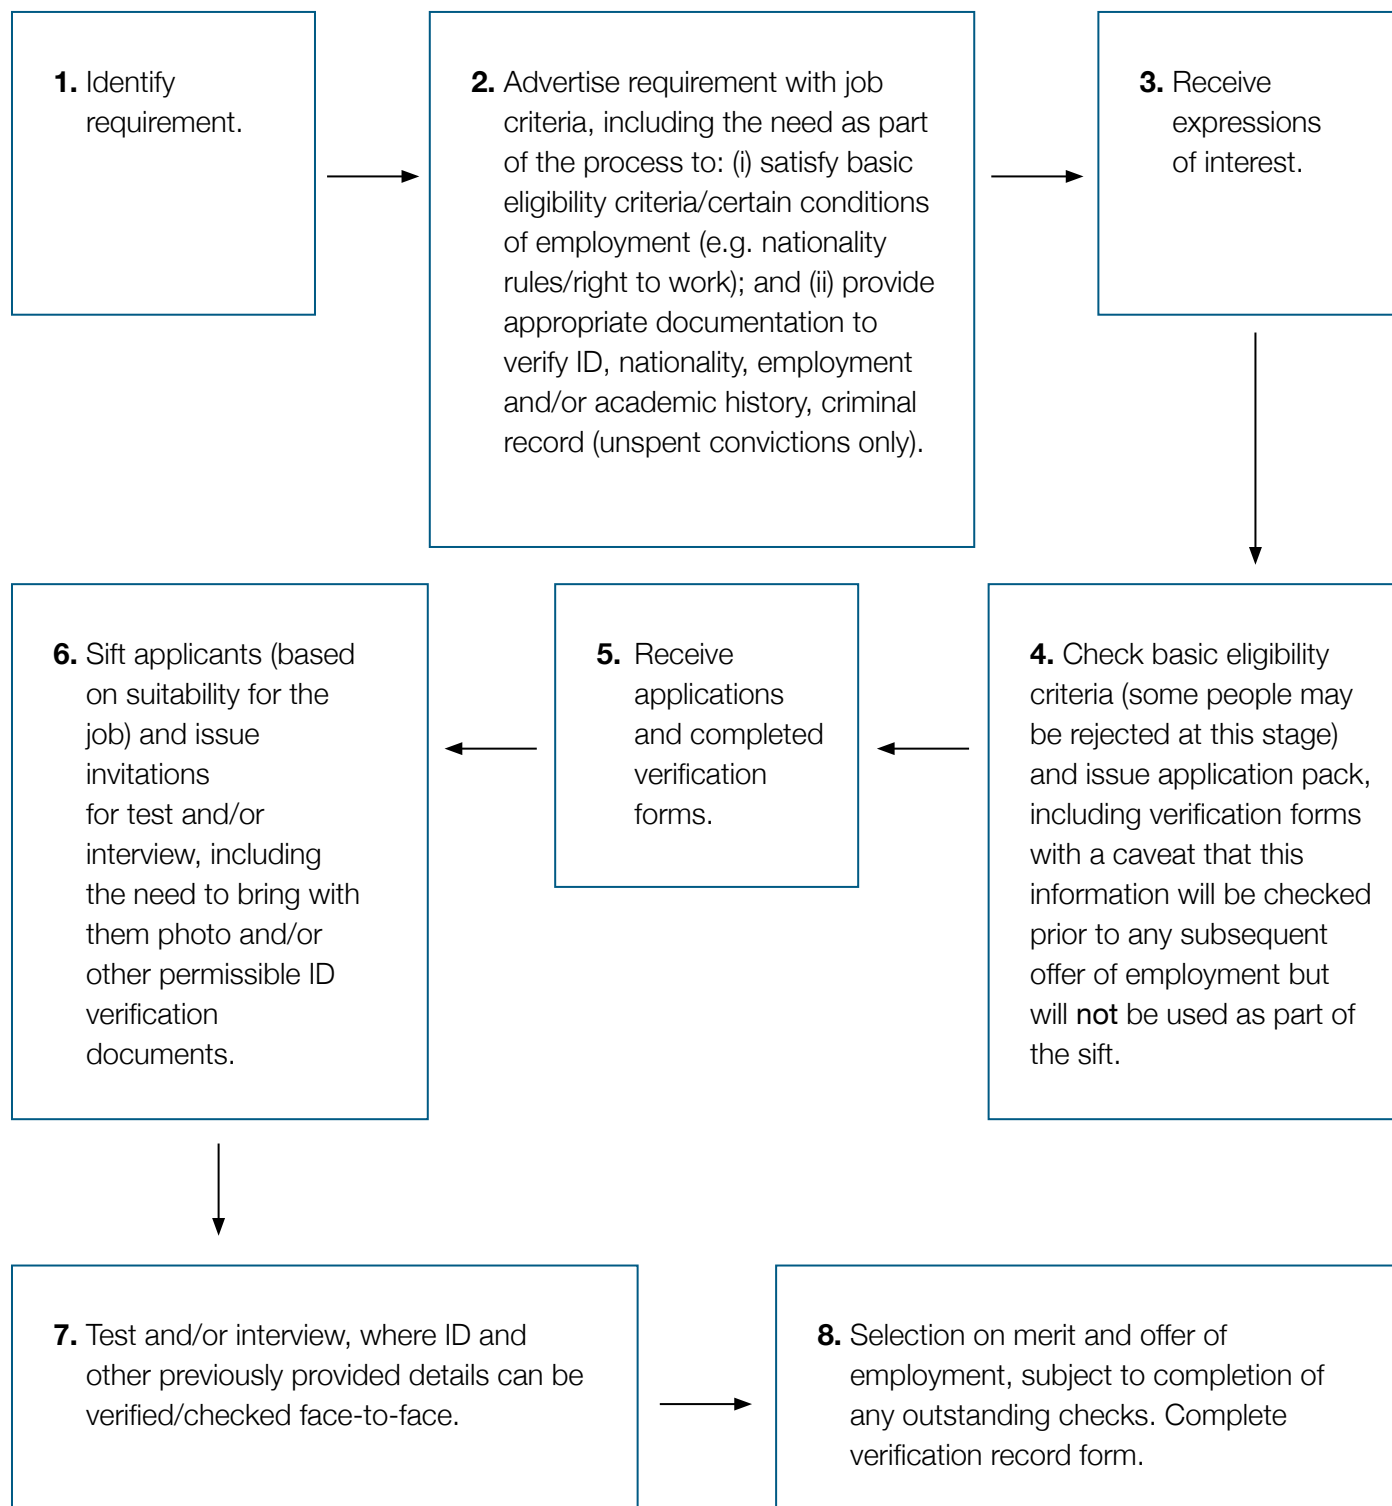 1. Identify
requirement.
2. Advertise requirement with job
criteria, including the need as part
of the process to: (i) satisfy basic
eligibility criteria/certain conditions
of employment (e.g. nationality
rules/right to work); and (ii) provide
appropriate documentation to
verify ID, nationality, employment
and/or academic history, criminal
record (unspent convictions only).
3. Receive
expressions
of interest.
4. Check basic eligibility
criteria (some people may
be rejected at this stage)
and issue application pack,
including verification forms
with a caveat that this
information will be checked
prior to any subsequent
offer of employment but
will not be used as part of
the sift.
5. Receive
applications
and completed
verification
forms.
6. Sift applicants (based
on suitability for the
job) and issue
invitations
for test and/or
interview, including
the need to bring with
them photo and/or
other permissible ID
verification
documents.
7. Test and/or interview, where ID and
other previously provided details can be
verified/checked face-to-face.
8. Selection on merit and offer of
employment, subject to completion of
any outstanding checks. Complete
verification record form.